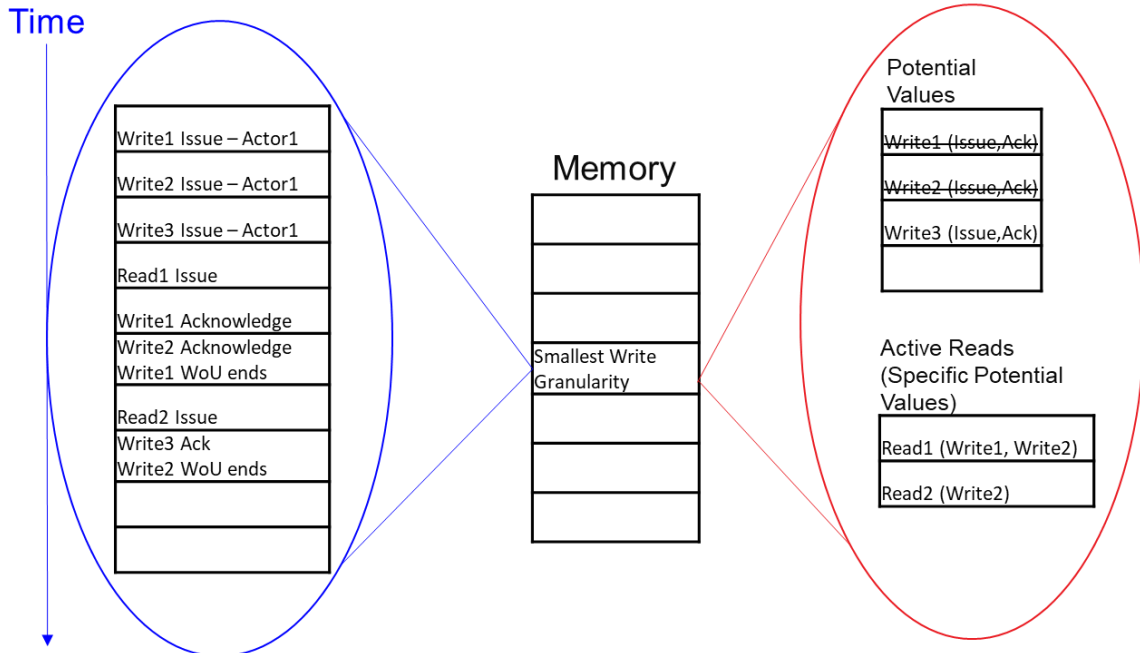 Time
Write1 Issue – Actor1
Write2 Issue – Actor1
Write3 Issue – Actor1
Read1 Issue
Write1 Acknowledge
Write2 Acknowledge
Write1 WoU ends
Read2 Issue
Write3 Ack
Write2 WoU ends
Memory
Smallest Write
Granularity
Potential
Values
Write1 (Issue,Ack)
Write2 (Issue,Ack)
Write3 (Issue,Ack)
Active Reads
(Specific Potential
Values)
Read1 (Write1, Write2)
Read2 (Write2)